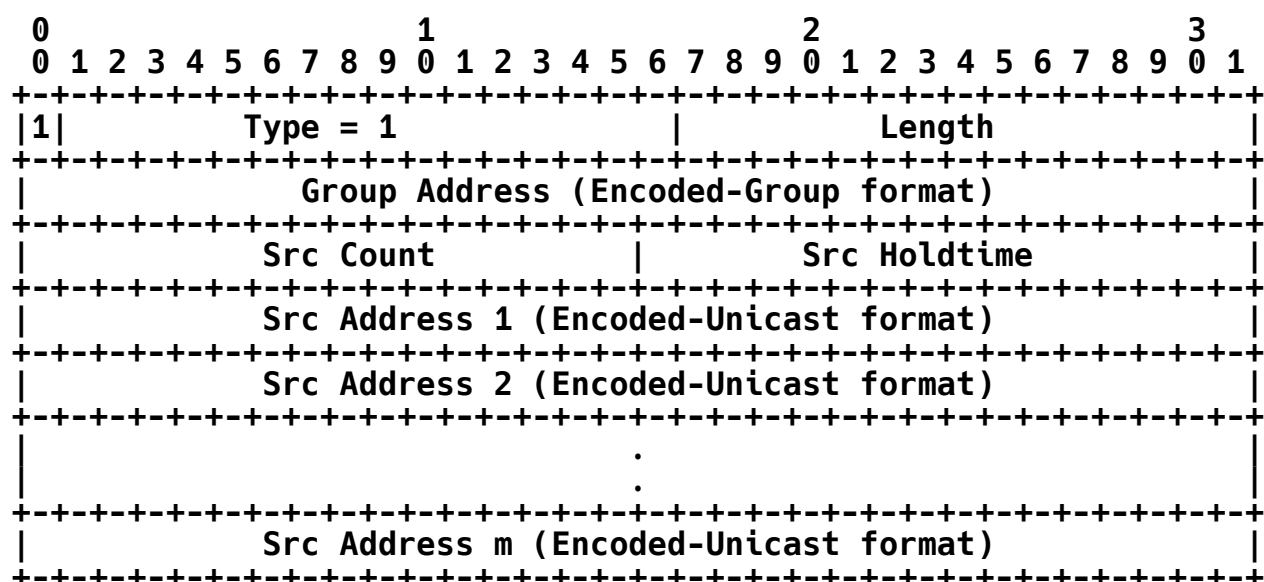 0                   1                   2                   3
 0 1 2 3 4 5 6 7 8 9 0 1 2 3 4 5 6 7 8 9 0 1 2 3 4 5 6 7 8 9 0 1
+-+-+-+-+-+-+-+-+-+-+-+-+-+-+-+-+-+-+-+-+-+-+-+-+-+-+-+-+-+-+-+-+
|1|         Type = 1              |          Length             |
+-+-+-+-+-+-+-+-+-+-+-+-+-+-+-+-+-+-+-+-+-+-+-+-+-+-+-+-+-+-+-+-+
|              Group Address (Encoded-Group format)             |
+-+-+-+-+-+-+-+-+-+-+-+-+-+-+-+-+-+-+-+-+-+-+-+-+-+-+-+-+-+-+-+-+
|            Src Count          |        Src Holdtime           |
+-+-+-+-+-+-+-+-+-+-+-+-+-+-+-+-+-+-+-+-+-+-+-+-+-+-+-+-+-+-+-+-+
|            Src Address 1 (Encoded-Unicast format)             |
+-+-+-+-+-+-+-+-+-+-+-+-+-+-+-+-+-+-+-+-+-+-+-+-+-+-+-+-+-+-+-+-+
|            Src Address 2 (Encoded-Unicast format)             |
+-+-+-+-+-+-+-+-+-+-+-+-+-+-+-+-+-+-+-+-+-+-+-+-+-+-+-+-+-+-+-+-+
|                               .                               |
|                               .                               |
+-+-+-+-+-+-+-+-+-+-+-+-+-+-+-+-+-+-+-+-+-+-+-+-+-+-+-+-+-+-+-+-+
|            Src Address m (Encoded-Unicast format)             |
+-+-+-+-+-+-+-+-+-+-+-+-+-+-+-+-+-+-+-+-+-+-+-+-+-+-+-+-+-+-+-+-+